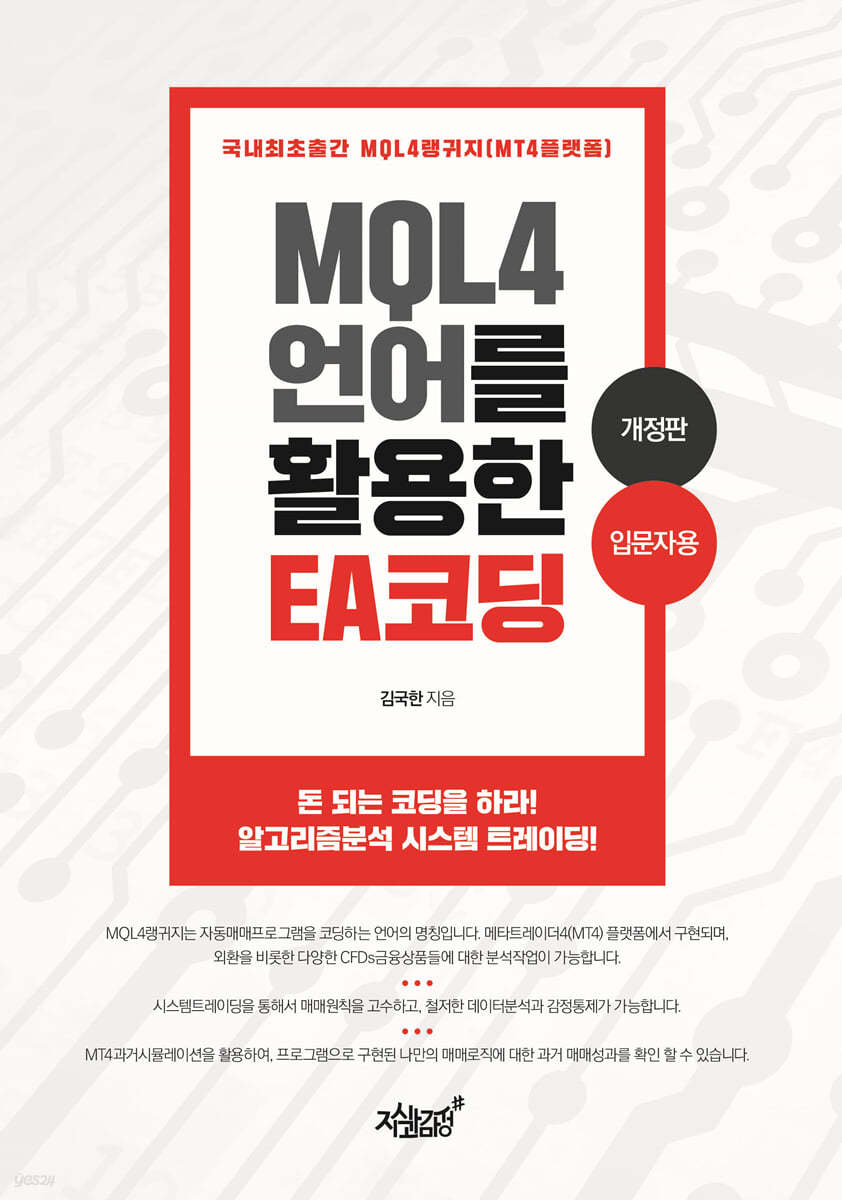 국내최초출간 MQL4랭귀지(MT4플랫폼)
MQL4
언어를
활용한
EA코딩
개정판
입문자용
김국한 지음
돈 되는 코딩을 하라!
알고리즘분석 시스템 트레이딩!
MQL4랭귀지는 자동매매프로그램을 코딩하는 언어의 명칭입니다. 메타트레이더4(MT4) 플랫폼에서 구현되며,
외환을 비롯한 다양한 CFDs금융상품들에 대한 분석작업이 가능합니다.
시스템트레이딩을 통해서 매매원칙을 고수하고, 철저한 데이터분석과 감정통제가 가능합니다.
MT4과거시뮬레이션을 활용하여, 프로그램으로 구현된 나만의 매매로직에 대한 과거 매매성과를 확인 할 수 있습니다.
지식과감성#
yes24